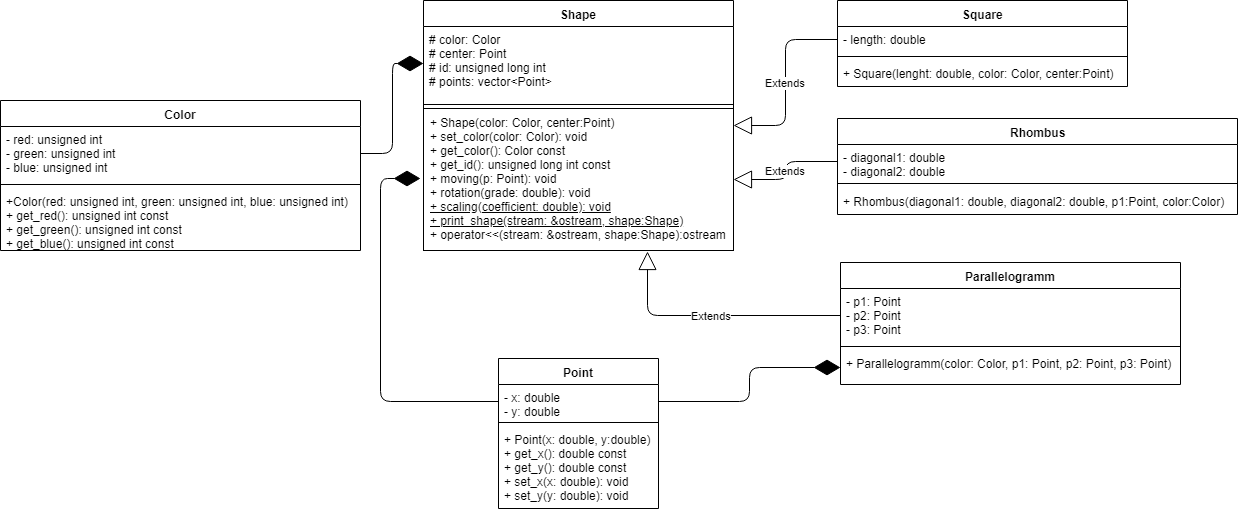 Shape
# color: Color
# center: Point
# id: unsigned long int
# points: vector<Point>
+ Shape(color: Color, center:Point)
+ set_color(color: Color): void
+ get_color(): Color const
+ get_id(): unsigned long int const
+ moving(p: Point): void
+ rotation(grade: double): void
+ scaling(coefficient: double): void
+ print_shape(stream: &ostream, shape:Shape)
+ operator<<(stream: &ostream, shape:Shape):ostream
Color
- red: unsigned int
- green: unsigned int
- blue: unsigned int
+Color(red: unsigned int, green: unsigned int, blue: unsigned int)
+ get_red(): unsigned int const
+ get_green(): unsigned int const
+ get_blue(): unsigned int const
Square
- length: double
+ Square(lenght: double, color: Color, center:Point)
Extends
Rhombus
- diagonal1: double
- diagonal2: double
+ Rhombus(diagonal1: double, diagonal2: double, p1:Point, color:Color)
Extends
Parallelogramm
- p1: Point
- p2: Point
- p3: Point
+ Parallelogramm(color: Color, p1: Point, p2: Point, p3: Point)
Extends
Point
- x: double
- y: double
+ Point(x: double, y:double)
+ get_x(): double const
+ get_y(): double const
+ set_x(x: double): void
+ set_y(y: double): void